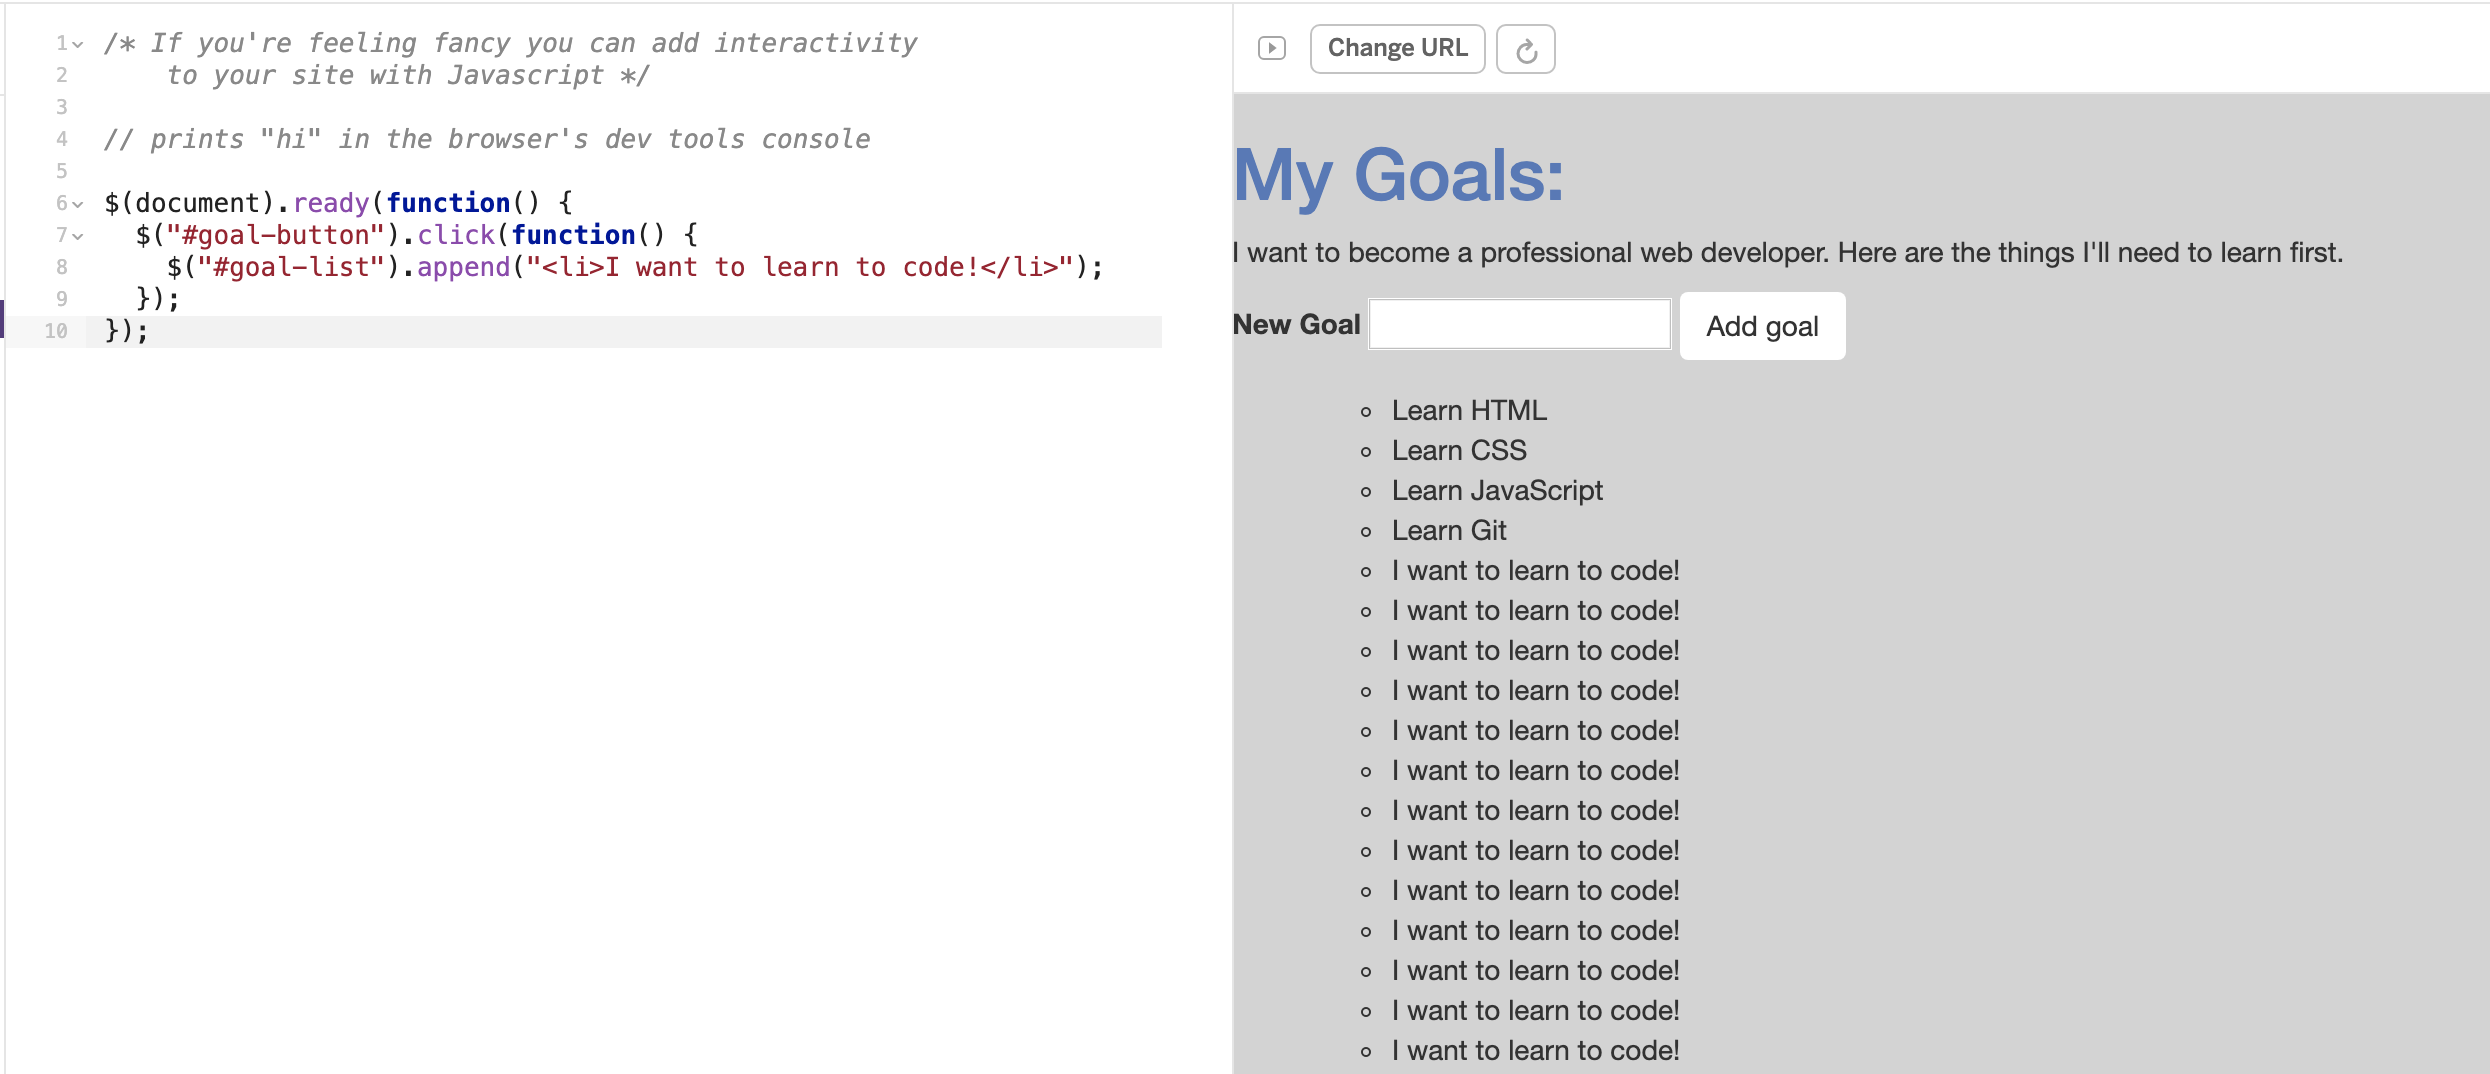 1 /* If you're feeling fancy you can add interactivity
2 to your site with Javascript */
3
4 // prints "hi" in the browser's dev tools console
5
6 $(document).ready(function() {
7 $("#goal-button").click(function() {
8 $("#goal-list").append("<li>I want to learn to code!</li>");
9 });
10 });
Change URL
My Goals:
I want to become a professional web developer. Here are the things I'll need to learn first.
New Goal Add goal
Learn HTML
Learn CSS
Learn JavaScript
Learn Git
I want to learn to code!
I want to learn to code!
I want to learn to code!
I want to learn to code!
I want to learn to code!
I want to learn to code!
I want to learn to code!
I want to learn to code!
I want to learn to code!
I want to learn to code!
I want to learn to code!
I want to learn to code!
I want to learn to code!